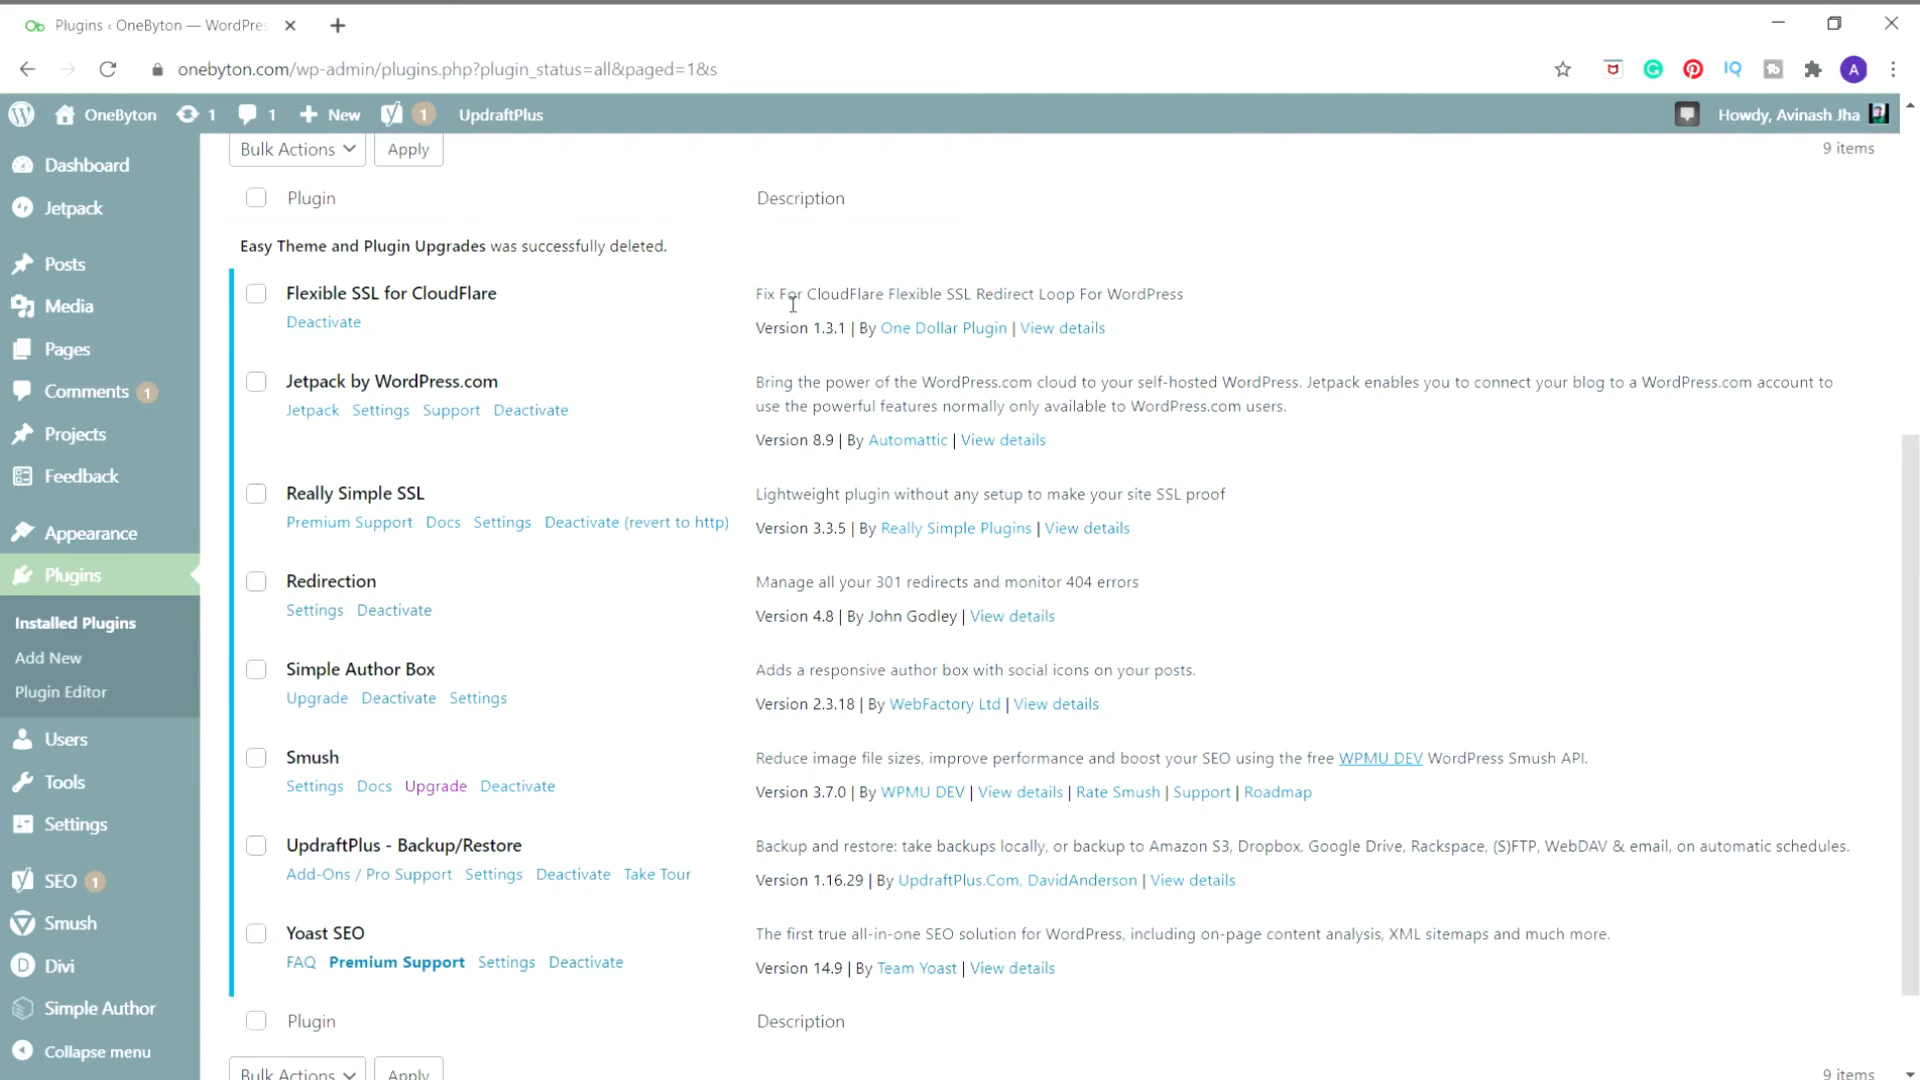 Plugins ‹ OneByton — WordPres
onebyton.com/wp-admin/plugins.php?plugin_status=all&paged=1&s
IQ
A
OneByton 1 1 New 1 UpdraftPlus Howdy, Avinash Jha
Dashboard
Jetpack
Posts
Media
Pages
Comments 1
Projects
Feedback
Appearance
Plugins
Installed Plugins
Add New
Plugin Editor
Users
Tools
Settings
SEO 1
Smush
Divi
Simple Author
Collapse menu
Bulk Actions Apply 9 items
Plugin Description
Easy Theme and Plugin Upgrades was successfully deleted.
Flexible SSL for CloudFlare
Deactivate
Fix For CloudFlare Flexible SSL Redirect Loop For WordPress
Version 1.3.1 | By One Dollar Plugin | View details
Jetpack by WordPress.com
Jetpack Settings Support Deactivate
Bring the power of the WordPress.com cloud to your self-hosted WordPress. Jetpack enables you to connect your blog to a WordPress.com account to
use the powerful features normally only available to WordPress.com users.
Version 8.9 | By Automattic | View details
Really Simple SSL
Premium Support Docs Settings Deactivate (revert to http)
Lightweight plugin without any setup to make your site SSL proof
Version 3.3.5 | By Really Simple Plugins | View details
Redirection
Settings Deactivate
Manage all your 301 redirects and monitor 404 errors
Version 4.8 | By John Godley | View details
Simple Author Box
Upgrade Deactivate Settings
Adds a responsive author box with social icons on your posts.
Version 2.3.18 | By WebFactory Ltd | View details
Smush
Settings Docs Upgrade Deactivate
Reduce image file sizes, improve performance and boost your SEO using the free WPMU DEV WordPress Smush API.
Version 3.7.0 | By WPMU DEV | View details | Rate Smush | Support | Roadmap
UpdraftPlus - Backup/Restore
Add-Ons / Pro Support Settings Deactivate Take Tour
Backup and restore: take backups locally, or backup to Amazon S3, Dropbox, Google Drive, Rackspace, (S)FTP, WebDAV & email, on automatic schedules.
Version 1.16.29 | By UpdraftPlus.Com, DavidAnderson | View details
Yoast SEO
FAQ Premium Support Settings Deactivate
The first true all-in-one SEO solution for WordPress, including on-page content analysis, XML sitemaps and much more.
Version 14.9 | By Team Yoast | View details
Plugin Description
Bulk Actions Apply 9 items